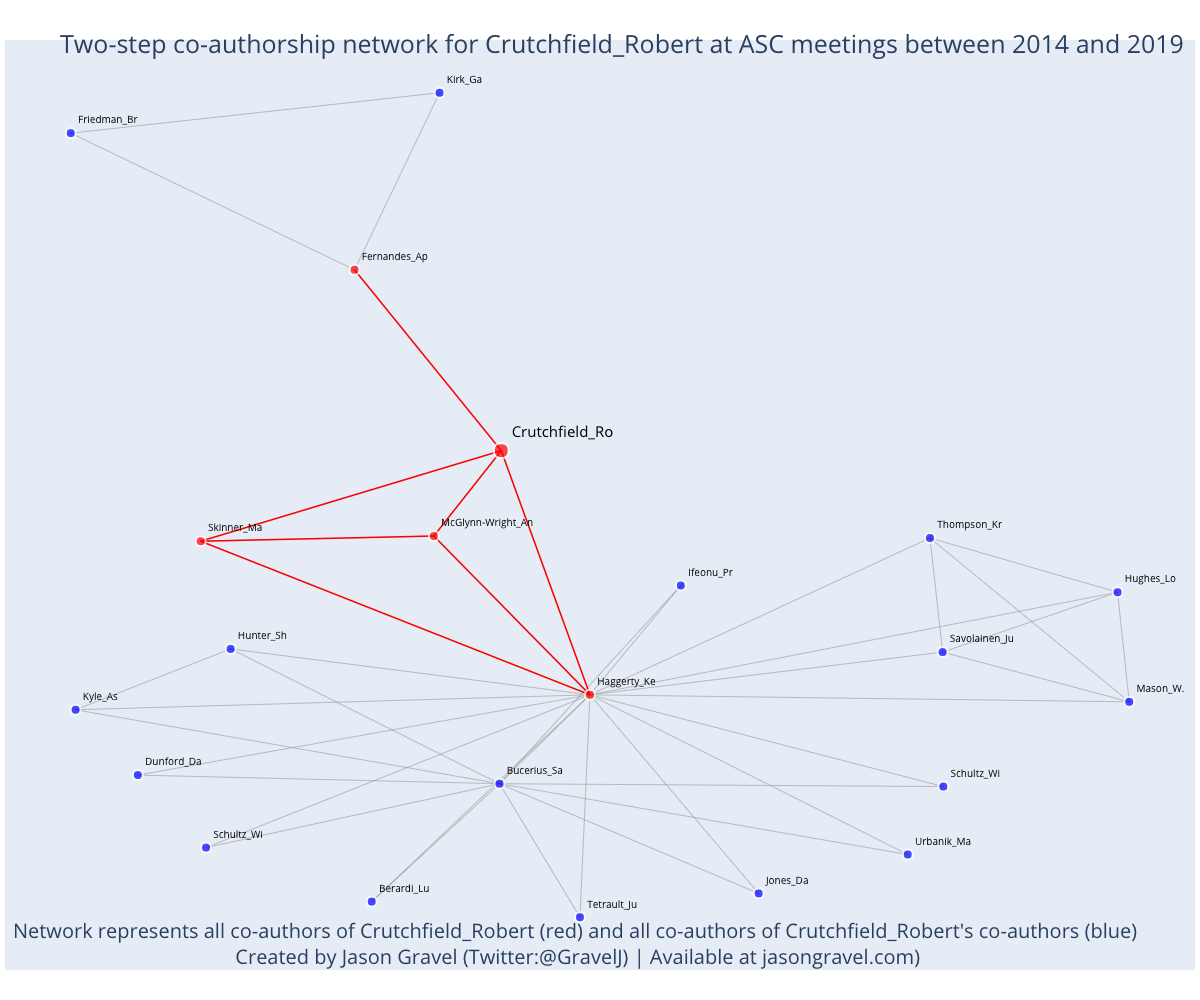 Two-step co-authorship network for Crutchfield_Robert at ASC meetings between 2014 and 2019
Kirk_Ga
Friedman_Br
Fernandes_Ap
Crutchfield_Ro
McGlynn-Wright_An
Skinner_Ma
Thompson_Kr
Ifeonu_Pr
Hughes_Lo
Hunter_Sh
Savolainen_Ju
Haggerty_Ke
Mason_W.
Kyle_As
Dunford_Da
Bucerius_Sa
Schultz_Wi
Schultz_Wi
Urbanik_Ma
Berardi_Lu
Jones_Da
Tetrault_Ju
Network represents all co-authors of Crutchfield_Robert (red) and all co-authors of Crutchfield_Robert's co-authors (blue)
Created by Jason Gravel (Twitter:@GravelJ) | Available at jasongravel.com)